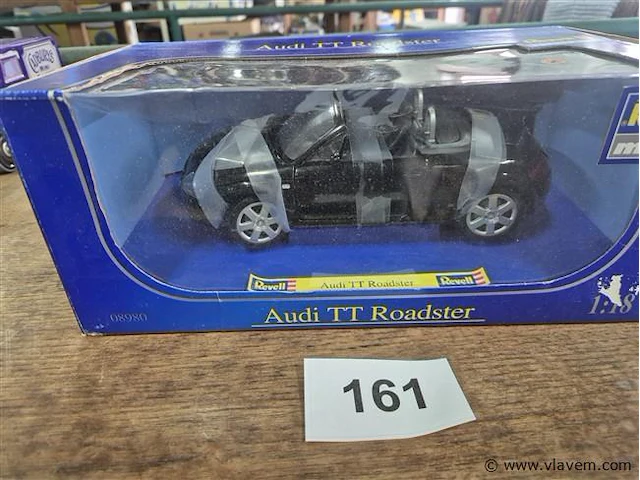 Audi TT Roadster
Revell Audi TT Roadster Revell
08980
Audi TT Roadster
1:18
161
© www.vlavem.com